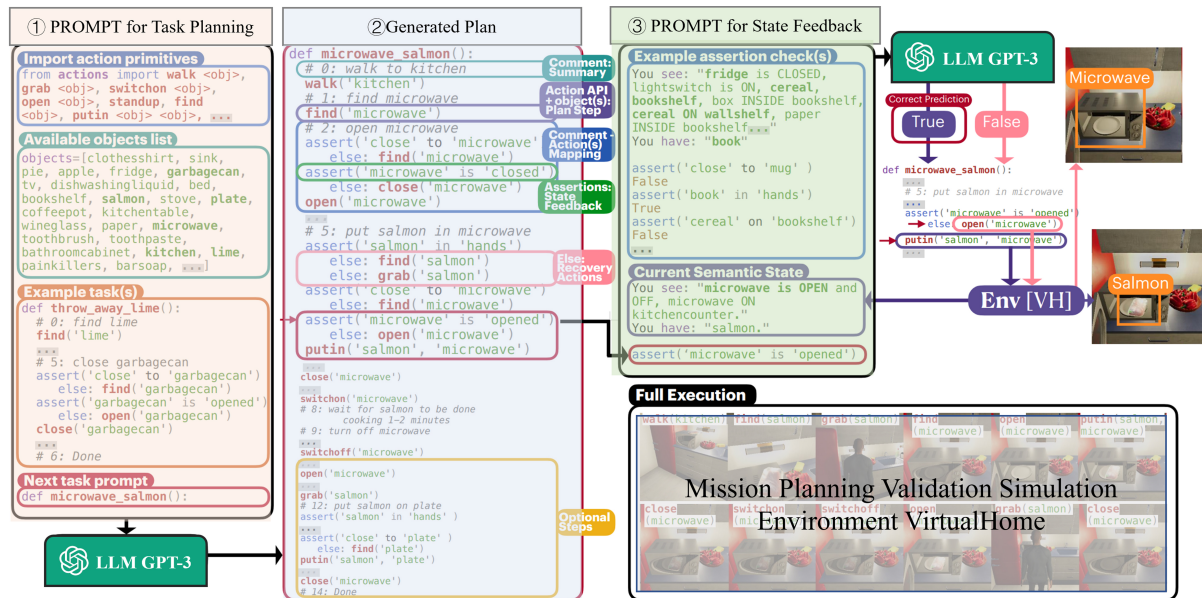 ① PROMPT for Task Planning
Import action primitives
from actions import walk <obj>,
grab <obj>, switchon <obj>,
open <obj>, standup, find
<obj>, putin <obj> <obj>, ...
Available objects list
objects=[clothesshirt, sink,
pie, apple, fridge, garbagecan,
tv, dishwashingliquid, bed,
bookshelf, salmon, stove, plate,
coffeepot, kitchentable,
wineglass, paper, microwave,
toothbrush, toothpaste,
bathroomcabinet, kitchen, lime,
painkillers, barsoap, ...]
Example task(s)
def throw_away_lime():
# 0: find lime
find('lime')
...
# 5: close garbagecan
assert('close' to 'garbagecan')
else: find('garbagecan')
assert('garbagecan' is 'opened')
else: open('garbagecan')
close('garbagecan')
...
# 6: Done
Next task prompt
def microwave_salmon():
LLM GPT-3
②Generated Plan
def microwave_salmon():
# 0: walk to kitchen
walk('kitchen')
# 1: find microwave
find('microwave')
# 2: open microwave
assert('close' to 'microwave'
else: find('microwave')
assert('microwave' is 'closed')
else: close('microwave')
open('microwave')
...
# 5: put salmon in microwave
assert('salmon' in 'hands')
else: find('salmon')
else: grab('salmon')
assert('close' to 'microwave')
else: find('microwave')
assert('microwave' is 'opened')
else: open('microwave')
putin('salmon', 'microwave')
close('microwave')
...
switchon('microwave')
# 8: wait for salmon to be done
cooking 1–2 minutes
# 9: turn off microwave
...
switchoff('microwave')
...
open('microwave')
...
grab('salmon')
# 12: put salmon on plate
assert('salmon' in 'hands' )
...
assert('close' to 'plate' )
else: find('plate')
putin('salmon', 'plate')
...
close('microwave')
# 14: Done
Comment:
Summary
Action API
+ object(s):
Plan Step
Comment -
Action(s)
Mapping
Assertions:
State
Feedback
Else:
Recovery
Actions
Optional
Steps
③ PROMPT for State Feedback
Example assertion check(s)
You see: "fridge is CLOSED,
lightswitch is ON, cereal,
bookshelf, box INSIDE bookshelf,
cereal ON wallshelf, paper
INSIDE bookshelf..."
You have: "book"
assert('close' to 'mug' )
False
assert('book' in 'hands')
True
assert('cereal' on 'bookshelf')
False
...
Current Semantic State
You see: "microwave is OPEN and
OFF, microwave ON
kitchencounter."
You have: "salmon."
assert('microwave' is 'opened')
LLM GPT-3
Correct Prediction
True
False
def microwave_salmon():
...
# 5: put salmon in microwave
...
assert('microwave' is 'opened')
else: open('microwave')
putin('salmon', 'microwave')
...
Env [VH]
Microwave
Salmon
Full Execution
walk(kitchen)
find(salmon)
grab(salmon)
find
(microwave)
open
(microwave)
putin(salmon,
microwave)
Mission Planning Validation Simulation
Environment VirtualHome
close
(microwave)
switchon
(microwave)
switchoff
open
grab(salmon)
close
(microwave)